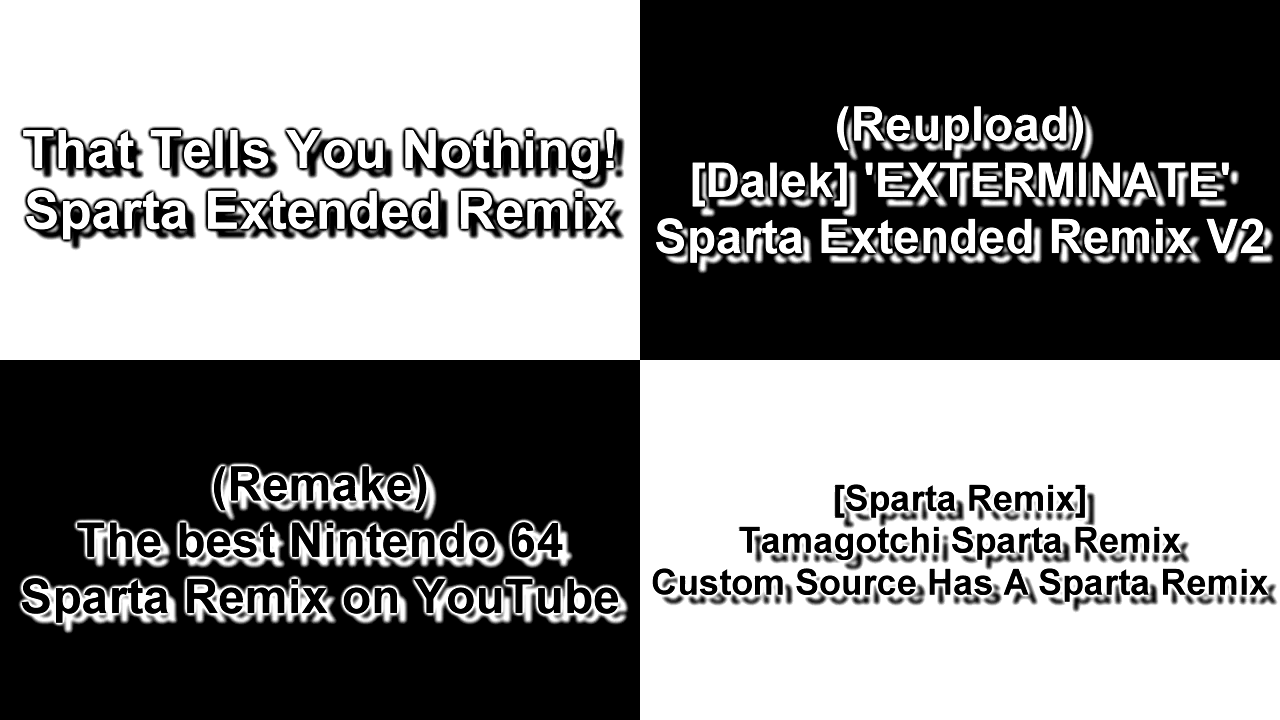 That Tells You Nothing!
Sparta Extended Remix
(Reupload)
[Dalek] 'EXTERMINATE'
Sparta Extended Remix V2
(Remake)
The best Nintendo 64
Sparta Remix on YouTube
[Sparta Remix]
Tamagotchi Sparta Remix
Custom Source Has A Sparta Remix